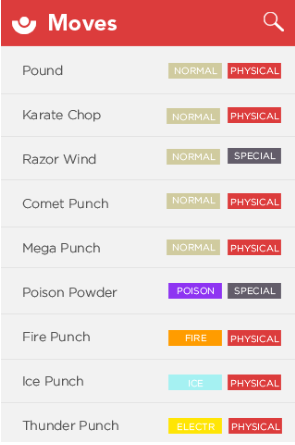 Moves
Pound NORMAL PHYSICAL
Karate Chop NORMAL PHYSICAL
Razor Wind NORMAL SPECIAL
Comet Punch NORMAL PHYSICAL
Mega Punch NORMAL PHYSICAL
Poison Powder POISON SPECIAL
Fire Punch FIRE PHYSICAL
Ice Punch ICE PHYSICAL
Thunder Punch ELECTR PHYSICAL